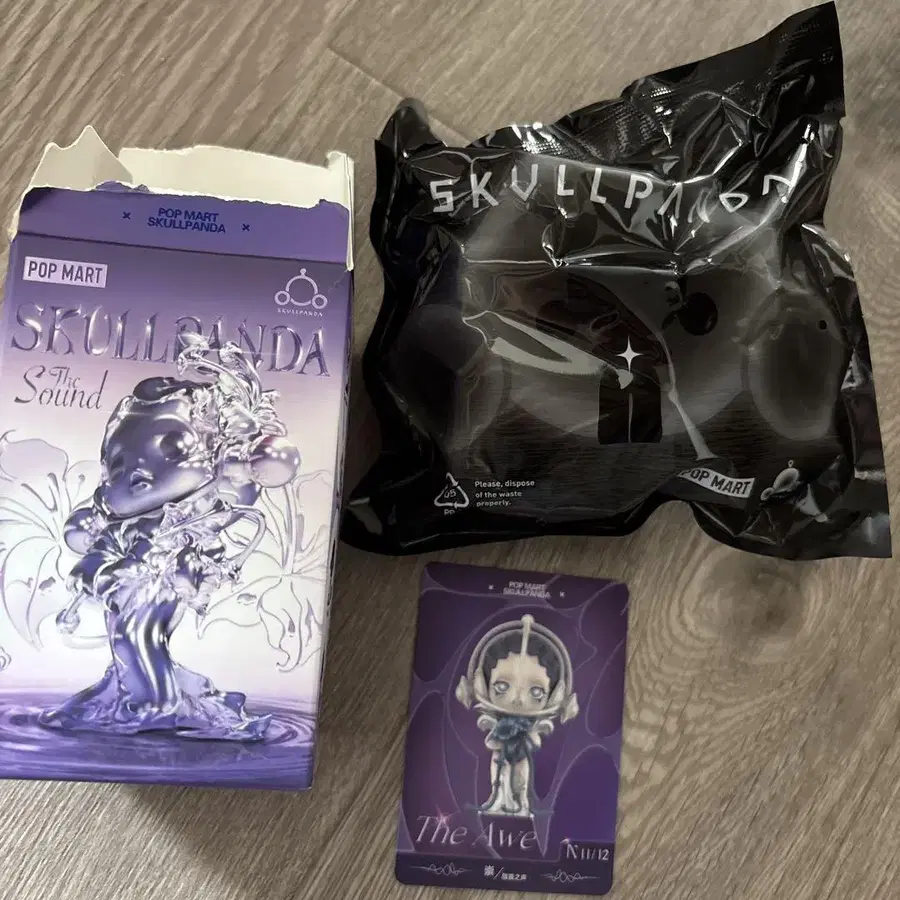 POP MART
SKULLPANDA
POP MART
SKULLPANDA
SKULLPANDA
The
Sound
SKULLPANDA
05
PP
Please, dispose
of the waste
properly.
POP MART
POP MART
SKULLPANDA
The Awe
N 11/12